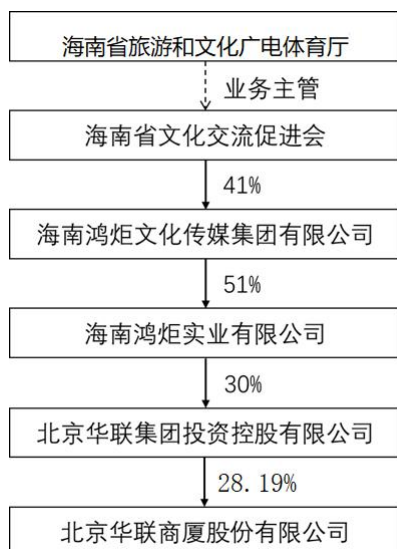 海南省旅游和文化广电体育厅
业务主管
海南省文化交流促进会
41%
海南鸿炬文化传媒集团有限公司
51%
海南鸿炬实业有限公司
30%
北京华联集团投资控股有限公司
28.19%
北京华联商厦股份有限公司